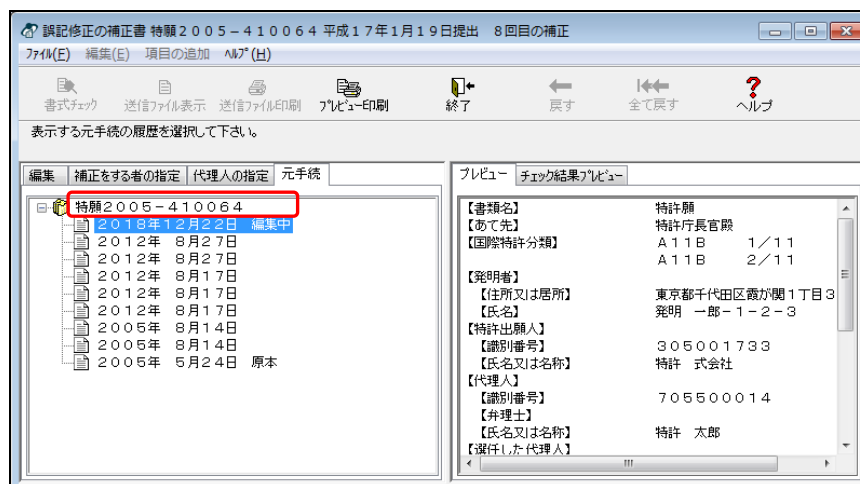 誤記修正の補正書 特願２００５－４１００６４ 平成１７年１月１９日提出 ８回目の補正
ﾌｧｲﾙ(F) 編集(E) 項目の追加 ﾍﾙﾌﾟ(H)
書式ﾁｪｯｸ 送信ﾌｧｲﾙ表示 送信ﾌｧｲﾙ印刷 ﾌﾟﾚﾋﾞｭｰ印刷 終了 戻す 全て戻す ヘルプ
表示する元手続の履歴を選択して下さい。
編集 補正をする者の指定 代理人の指定 元手続
特願２００５－４１００６４
２０１８年１２月２２日 編集中
２０１２年 ８月２７日
２０１２年 ８月２７日
２０１２年 ８月１７日
２０１２年 ８月１７日
２０１２年 ８月１７日
２００５年 ８月１４日
２００５年 ８月１４日
２００５年 ５月２４日 原本
プレビュー ﾁｪｯｸ結果ﾌﾟﾚﾋﾞｭｰ
【書類名】 特許願
【あて先】 特許庁長官殿
【国際特許分類】 Ａ１１Ｂ １／１１
Ａ１１Ｂ ２／１１
【発明者】
【住所又は居所】 東京都千代田区霞が関１丁目３
【氏名】 発明 一郎－１－２－３
【特許出願人】
【識別番号】 ３０５００１７３３
【氏名又は名称】 特許 式会社
【代理人】
【識別番号】 ７０５５０００１４
【弁理士】
【氏名又は名称】 特許 太郎
【選任した代理人】